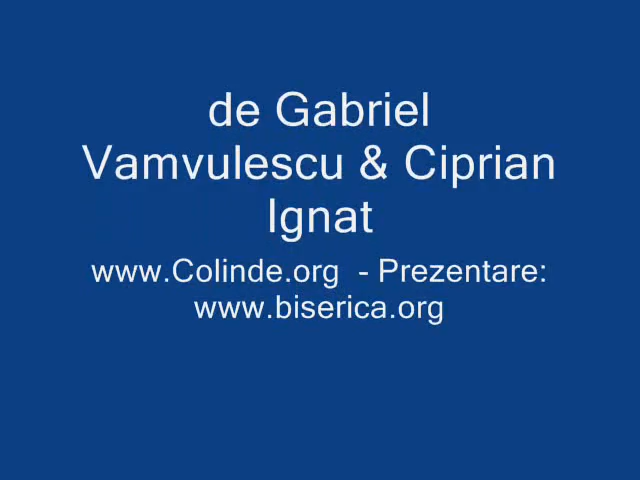 de Gabriel
Vamvulescu & Ciprian
Ignat
www.Colinde.org - Prezentare:
www.biserica.org